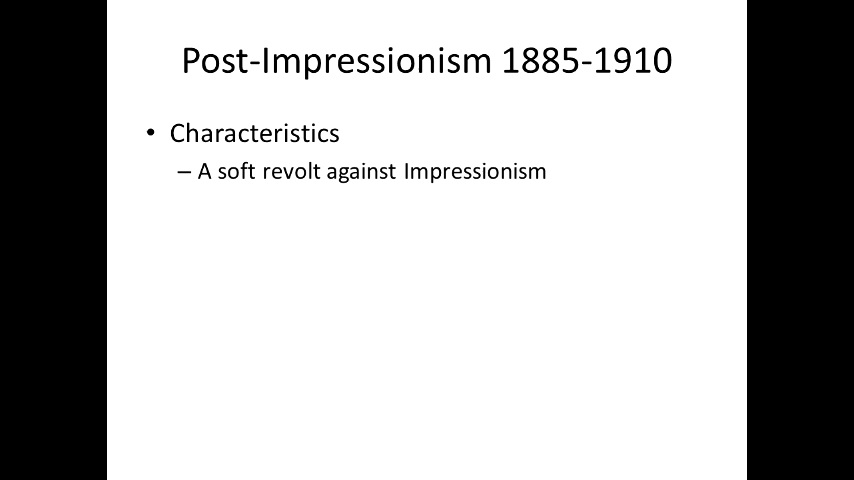 Post-Impressionism 1885-1910
• Characteristics
– A soft revolt against Impressionism